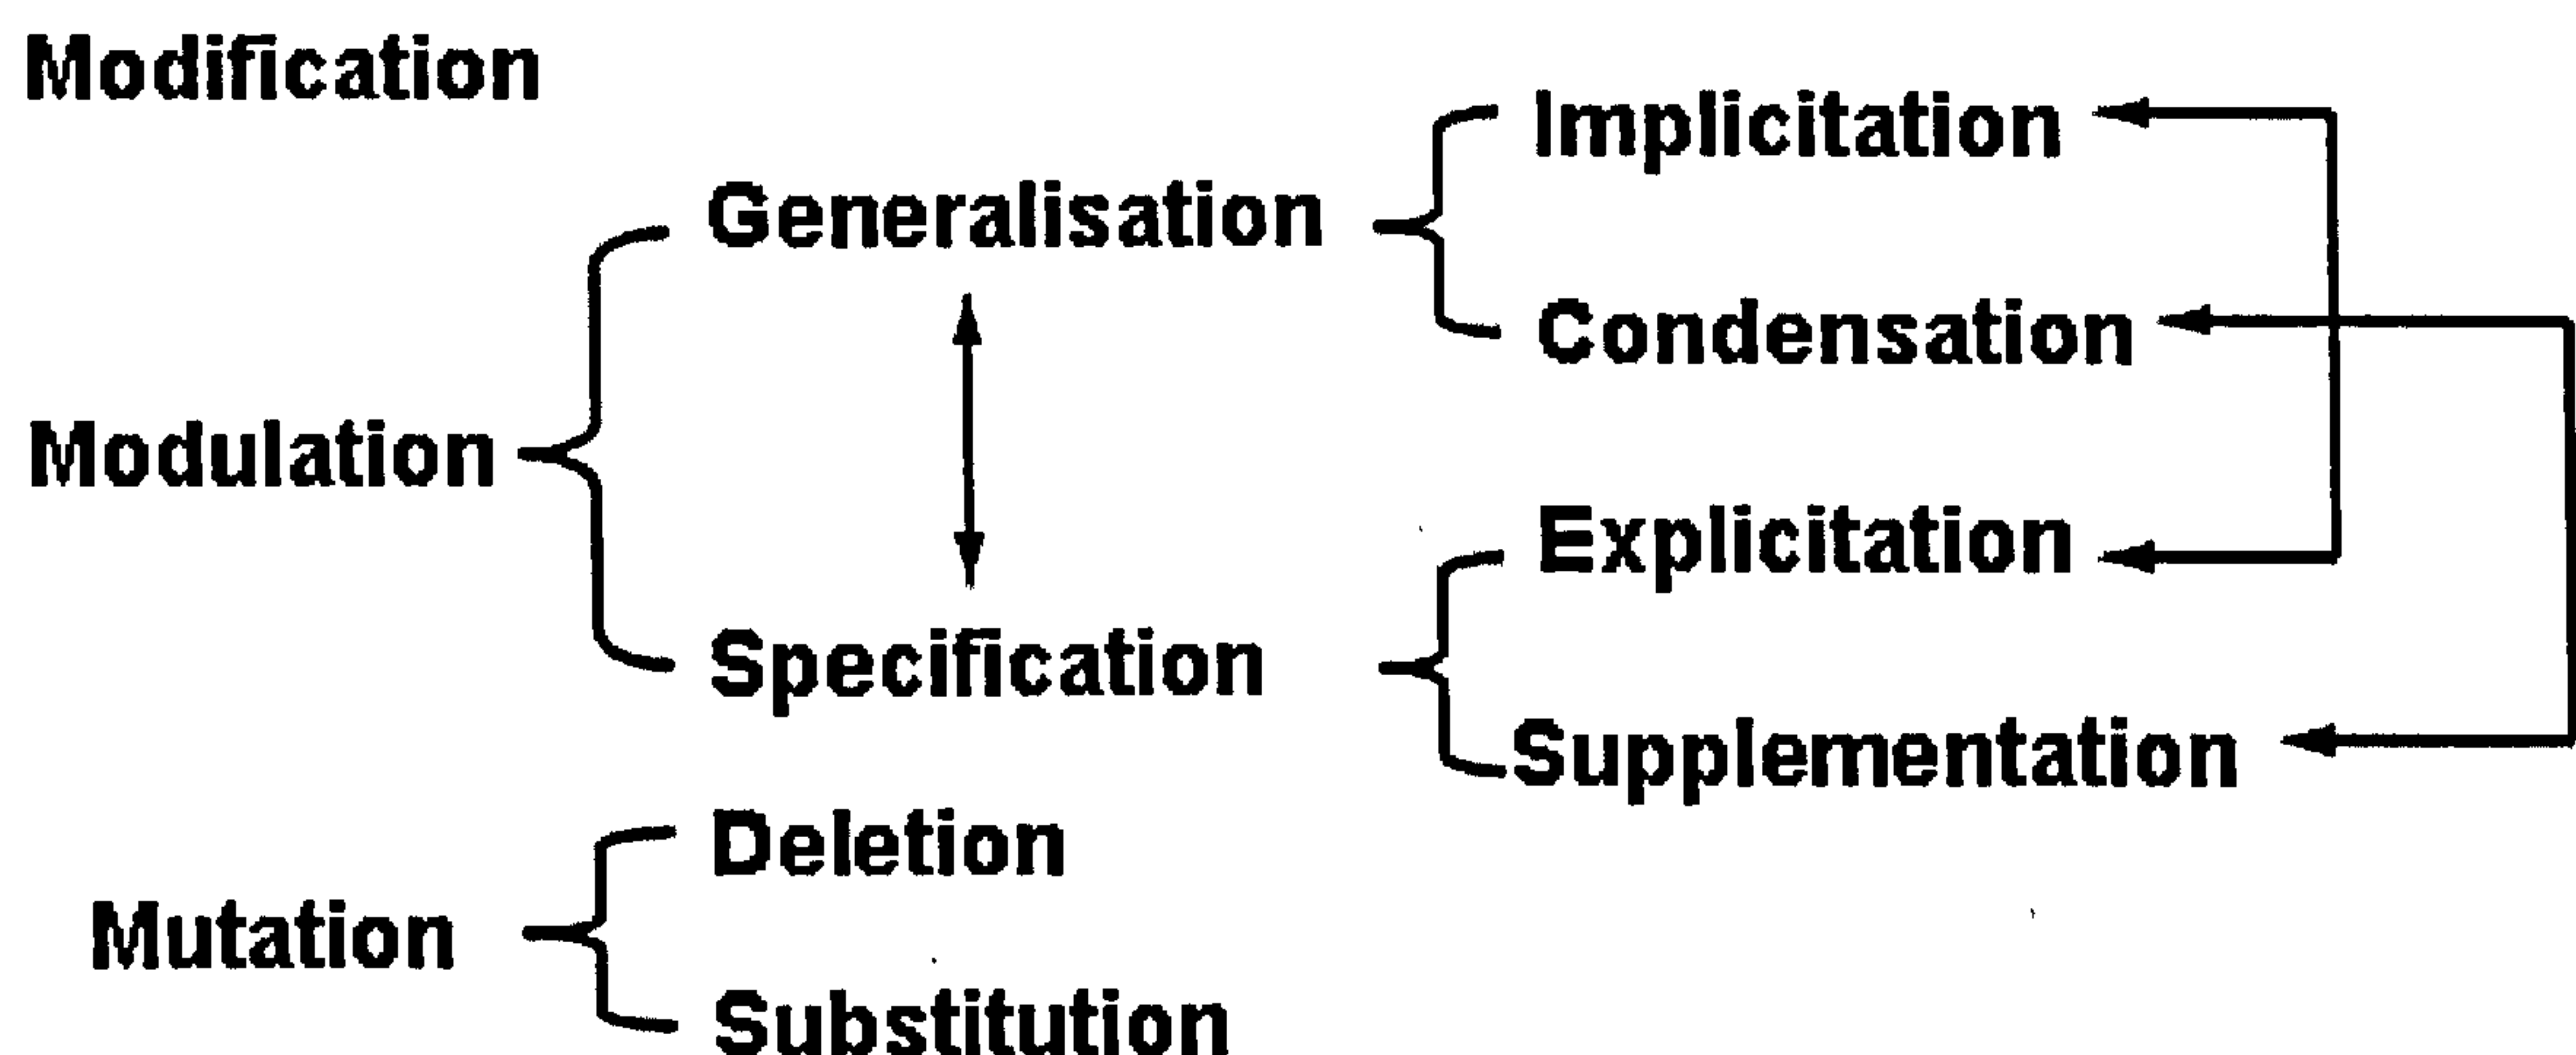 Modification
Implicitation
Generalisation
Condensation
Modulation
Explicitation
Specification
Supplementation
Deletion
Mutation
Substitution